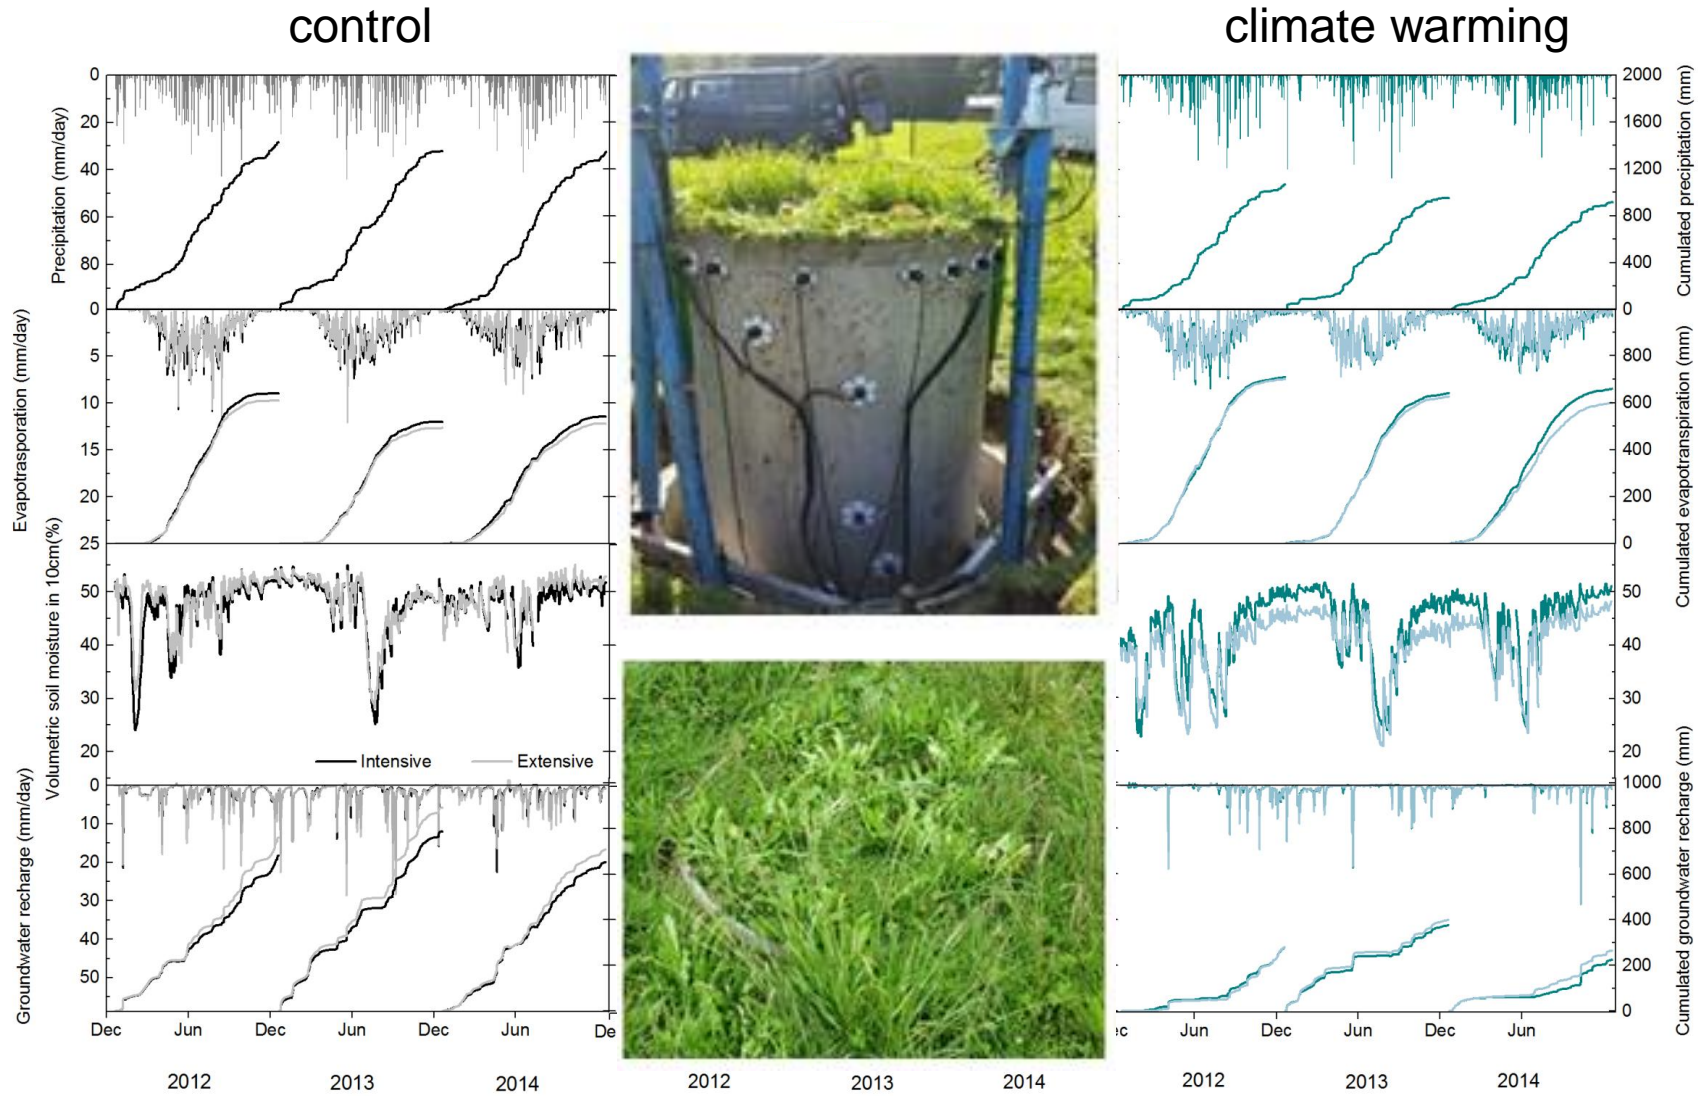 control
climate warming
Precipitation (mm/day)
0
20
40
60
80
0
Evapotrasporation (mm/day)
5
10
15
20
25
Volumetric soil moisture in 10cm(%)
50
40
30
20
Intensive
Extensive
Groundwater recharge (mm/day)
0
10
20
30
40
50
Dec
Jun
Dec
Jun
Dec
Jun
De
2012
2013
2014
2012
2013
2014
2000
1600
1200
800
400
0
Cumulated precipitation (mm)
800
600
400
200
0
Cumulated evapotranspiration (mm)
50
40
30
20
1000
800
600
400
200
0
Cumulated groundwater recharge (mm)
ec
Jun
Dec
Jun
Dec
Jun
2012
2013
2014